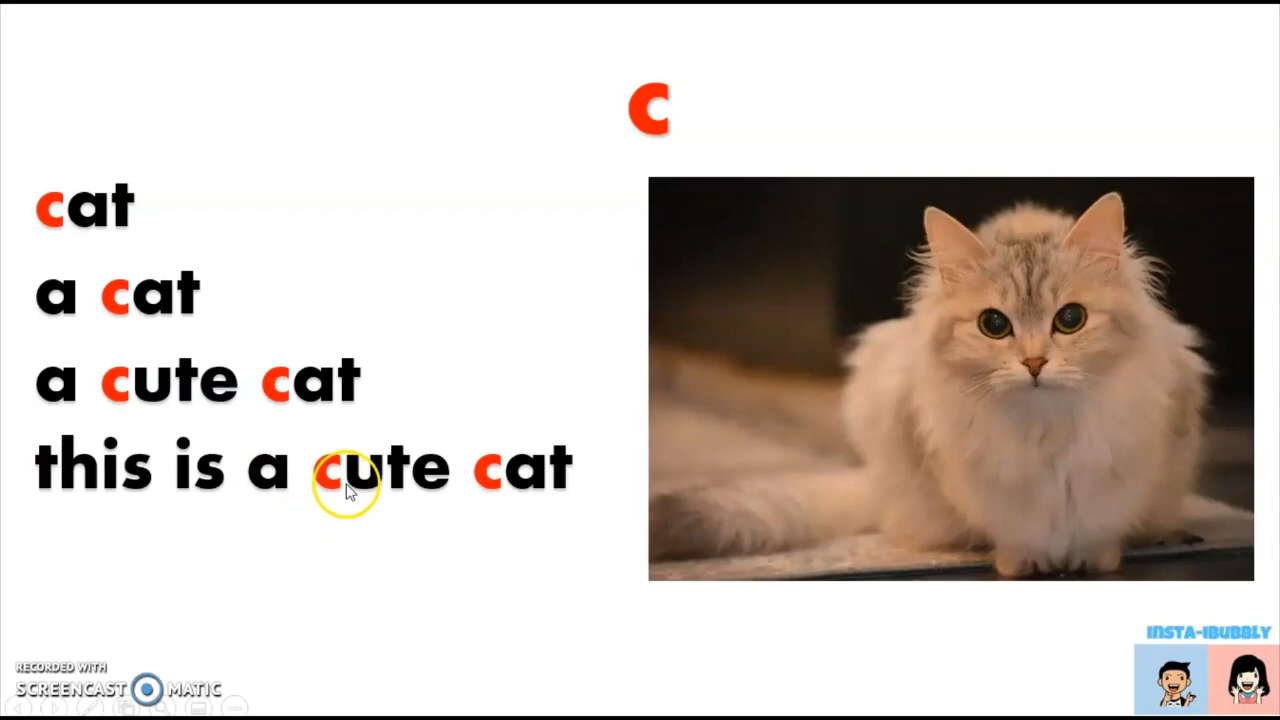 c
cat
a cat
a cute cat
this is a cute cat
INSTA-IBUBBLY
RECORDED WITH
SCREENCAST MATIC